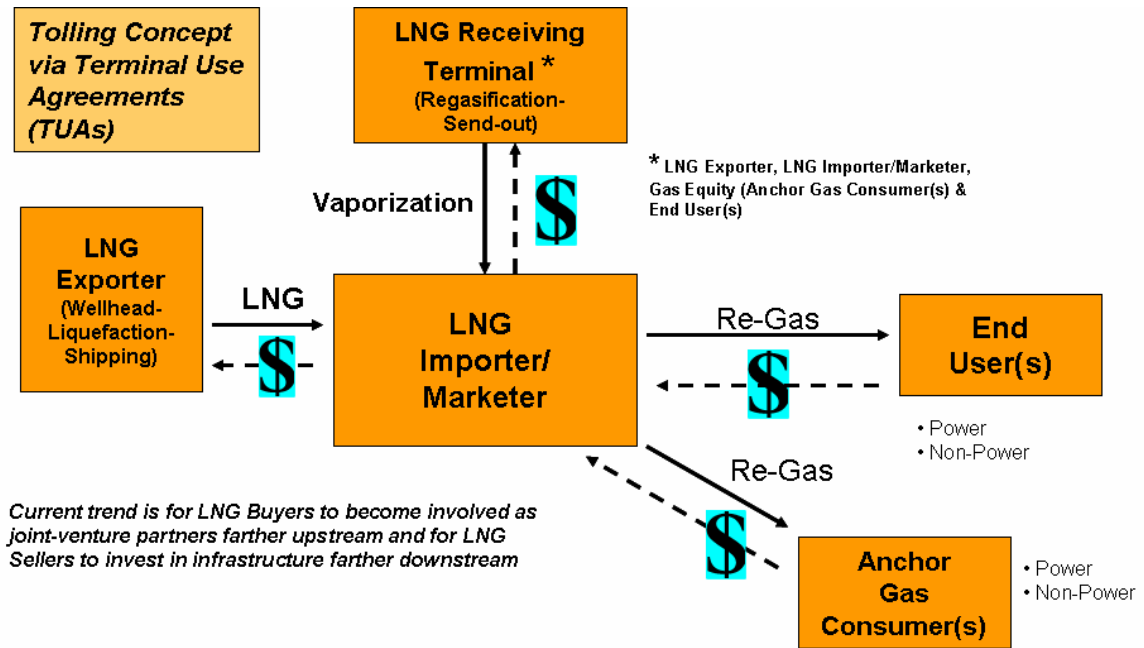 Tolling Concept
via Terminal Use
Agreements
(TUAs)
LNG Receiving
Terminal *
(Regasification-
Send-out)
* LNG Exporter, LNG Importer/Marketer,
Gas Equity (Anchor Gas Consumer(s) &
End User(s)
Vaporization
$
LNG
Exporter
(Wellhead-
Liquefaction-
Shipping)
LNG
$
LNG
Importer/
Marketer
Re-Gas
$
End
User(s)
• Power
• Non-Power
Re-Gas
$
Current trend is for LNG Buyers to become involved as
joint-venture partners farther upstream and for LNG
Sellers to invest in infrastructure farther downstream
Anchor
Gas
Consumer(s)
• Power
• Non-Power